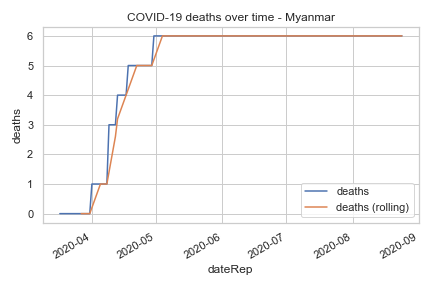 COVID-19 deaths over time - Myanmar
deaths
6
5
4
3
2
1
0
deaths
deaths (rolling)
2020-04
2020-05
2020-06
2020-07
2020-08
2020-09
dateRep